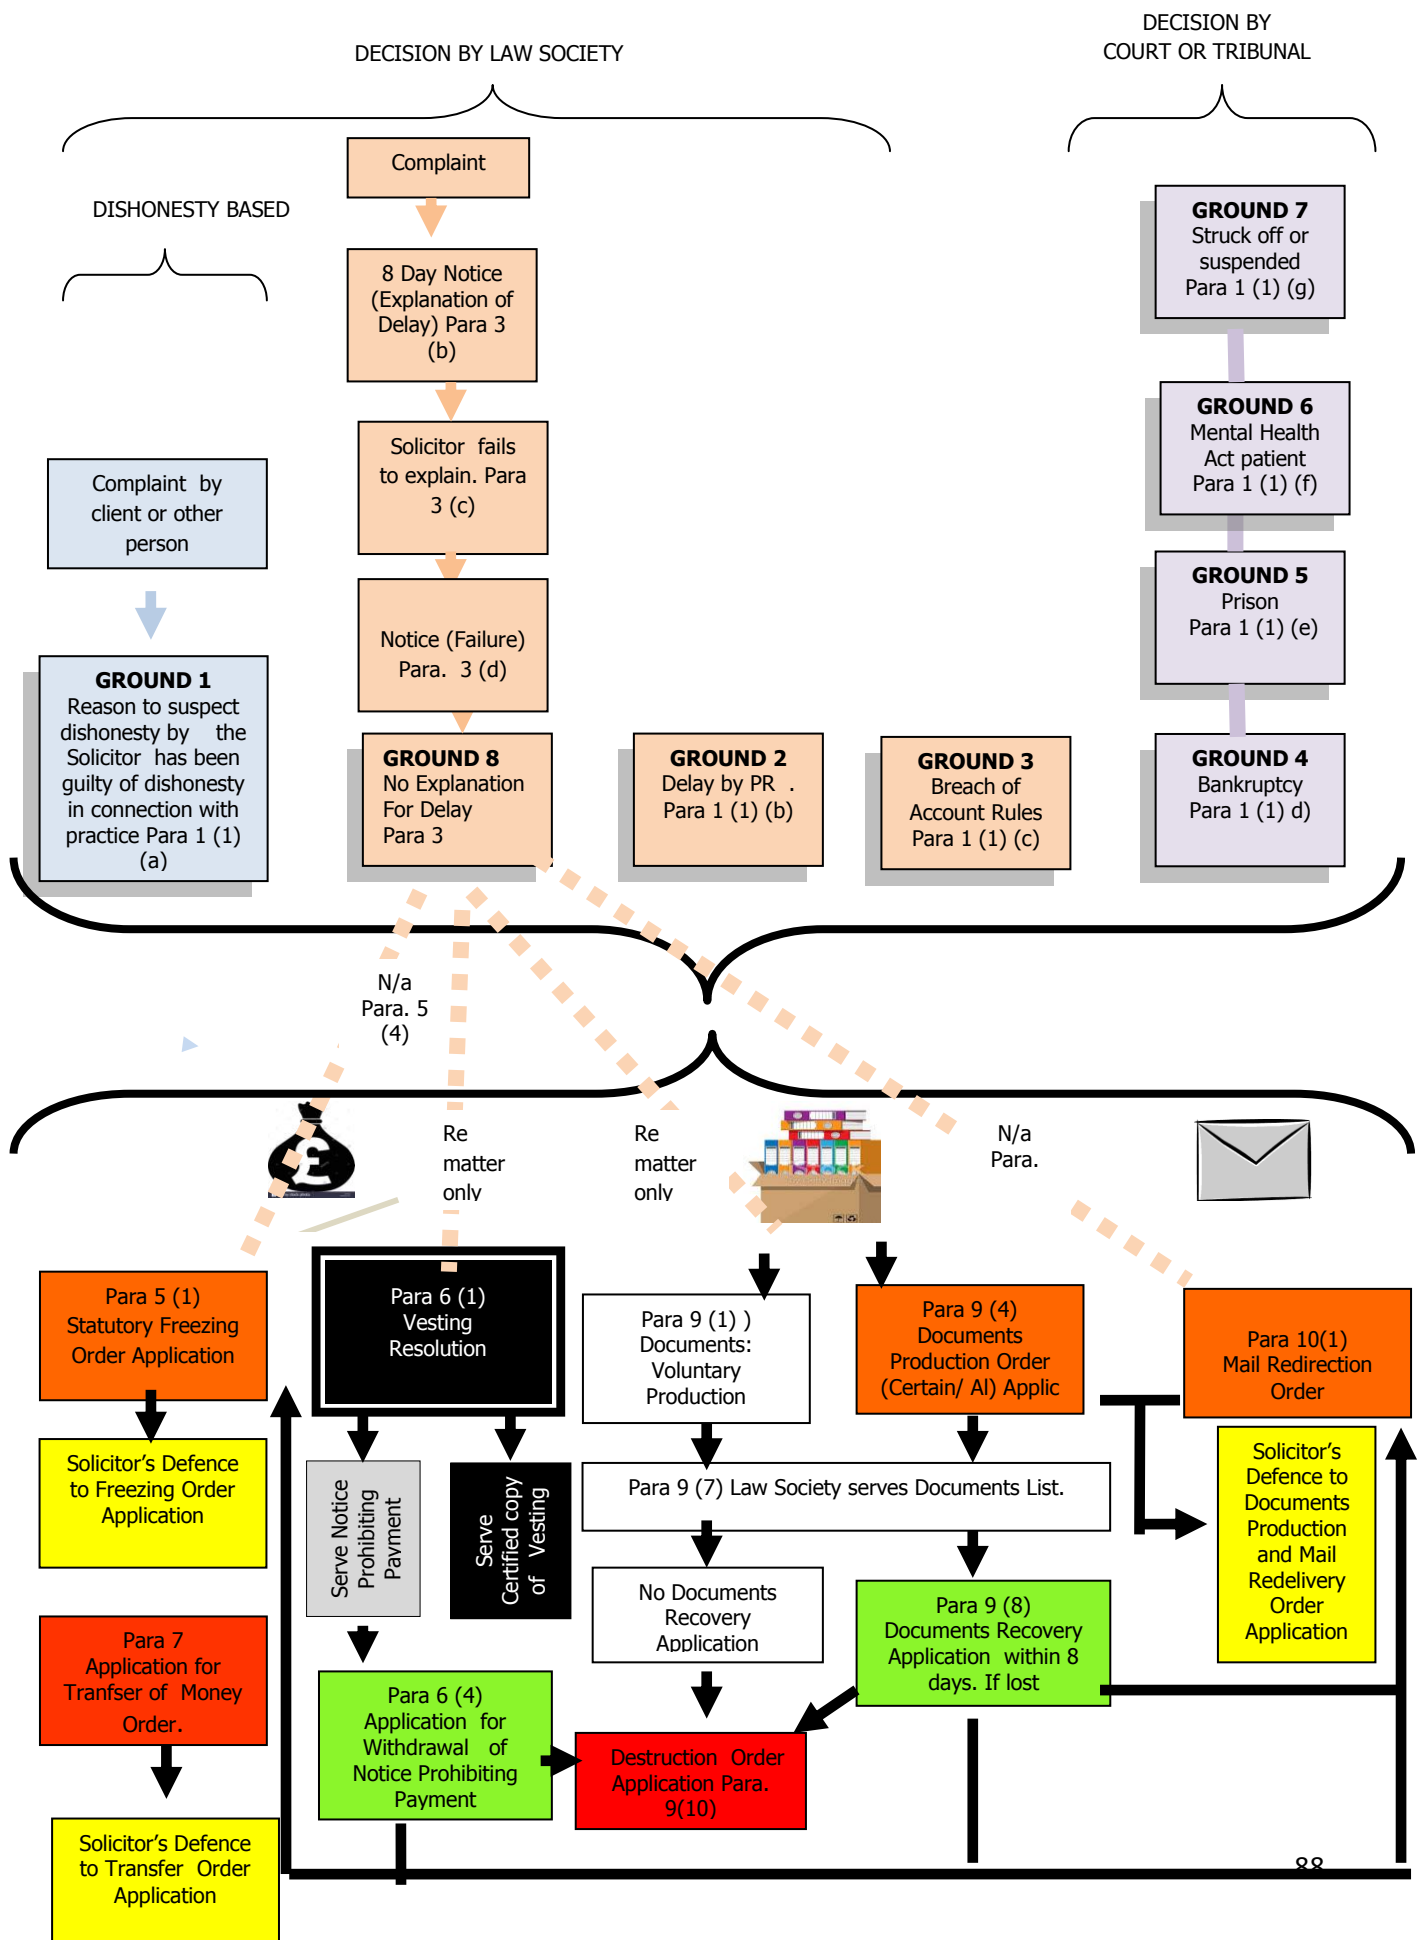 DECISION BY LAW SOCIETY
DECISION BY
COURT OR TRIBUNAL
DISHONESTY BASED
Complaint
8 Day Notice
(Explanation of
Delay) Para 3
(b)
Solicitor fails
to explain. Para
3 (c)
Notice (Failure)
Para. 3 (d)
Complaint by
client or other
person
GROUND 1
Reason to suspect
dishonesty by the
Solicitor has been
guilty of dishonesty
in connection with
practice Para 1 (1)
(a)
GROUND 8
No Explanation
For Delay
Para 3
GROUND 2
Delay by PR .
Para 1 (1) (b)
GROUND 3
Breach of
Account Rules
Para 1 (1) (c)
GROUND 7
Struck off or
suspended
Para 1 (1) (g)
GROUND 6
Mental Health
Act patient
Para 1 (1) (f)
GROUND 5
Prison
Para 1 (1) (e)
GROUND 4
Bankruptcy
Para 1 (1) d)
N/a
Para. 5
(4)
Re
matter
only
Re
matter
only
N/a
Para.
£
Para 5 (1)
Statutory Freezing
Order Application
Solicitor's Defence
to Freezing Order
Application
Para 7
Application for
Tranfser of Money
Order.
Solicitor's Defence
to Transfer Order
Application
Para 6 (1)
Vesting
Resolution
Serve Notice
Prohibiting
Payment
Serve
Certified copy
of Vesting
Para 6 (4)
Application for
Withdrawal of
Notice Prohibiting
Payment
Para 9 (1) )
Documents:
Voluntary
Production
Para 9 (4)
Documents
Production Order
(Certain/ Al) Applic
Para 9 (7) Law Society serves Documents List.
No Documents
Recovery
Application
Para 9 (8)
Documents Recovery
Application within 8
days. If lost
Destruction Order
Application Para.
9(10)
Para 10(1)
Mail Redirection
Order
Solicitor's
Defence to
Documents
Production
and Mail
Redelivery
Order
Application
88